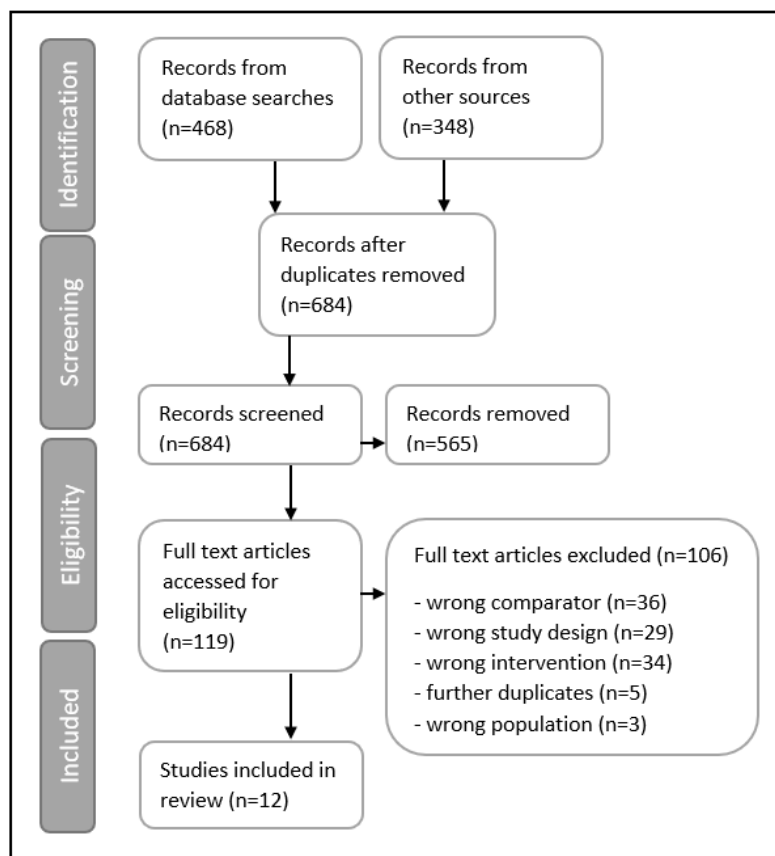 Identification
Records from
database searches
(n=468)
Records from
other sources
(n=348)
Screening
Records after
duplicates removed
(n=684)
Records screened
(n=684)
Records removed
(n=565)
Eligibility
Full text articles
accessed for
eligibility
(n=119)
Full text articles excluded (n=106)
- wrong comparator (n=36)
- wrong study design (n=29)
- wrong intervention (n=34)
- further duplicates (n=5)
- wrong population (n=3)
Included
Studies included in
review (n=12)